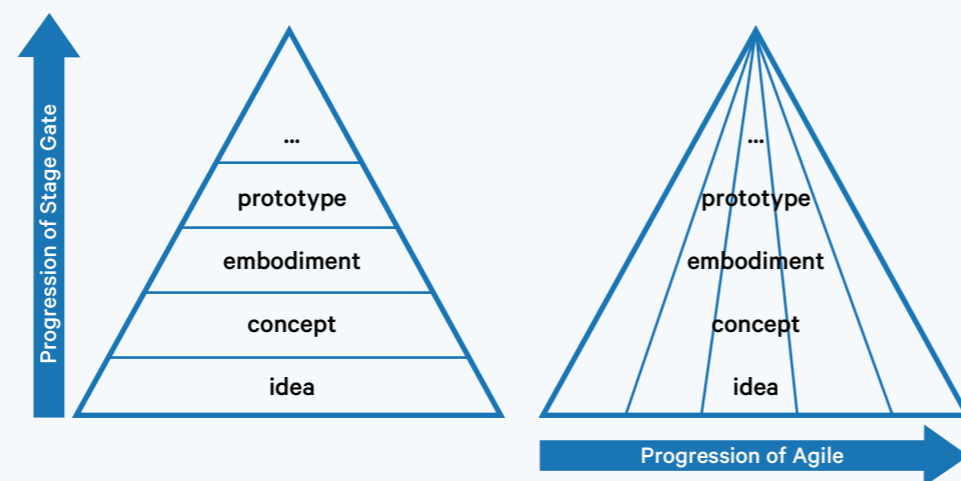 Progression of Stage Gate
...
prototype
embodiment
concept
idea
...
prototype
embodiment
concept
idea
Progression of Agile